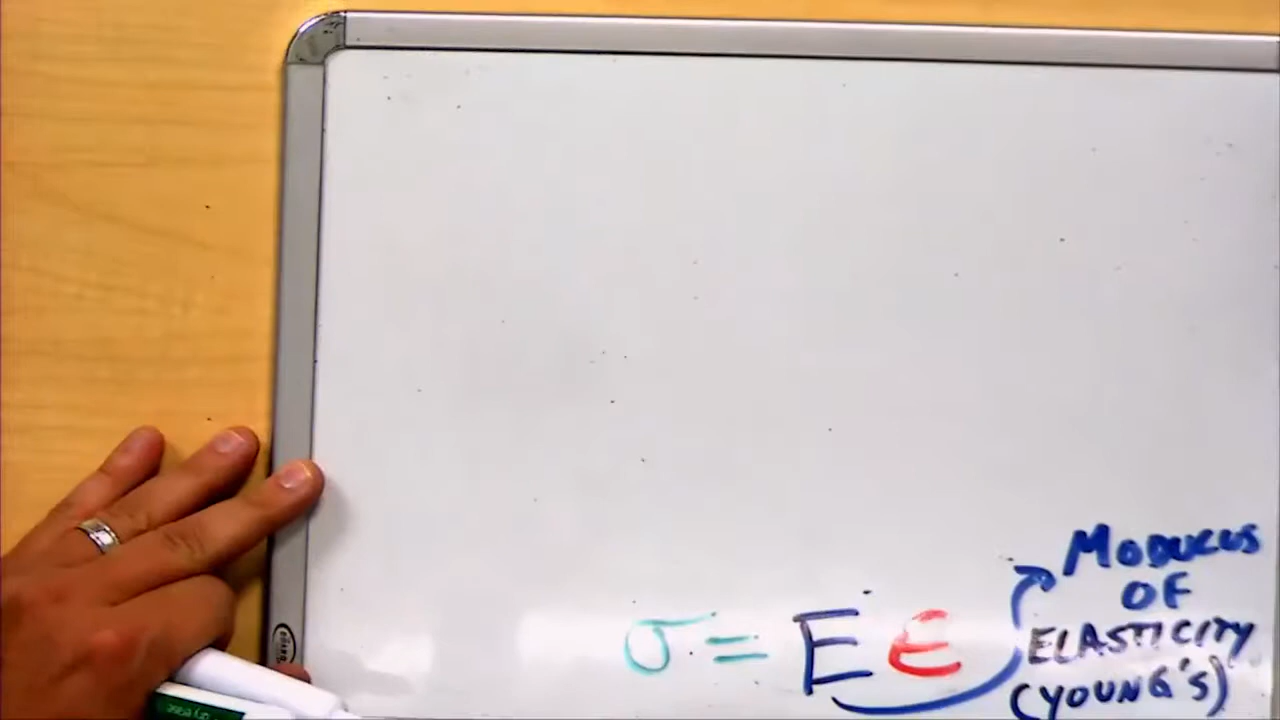 σ = E ε
MODULUS
OF
ELASTICITY
(YOUNG'S)